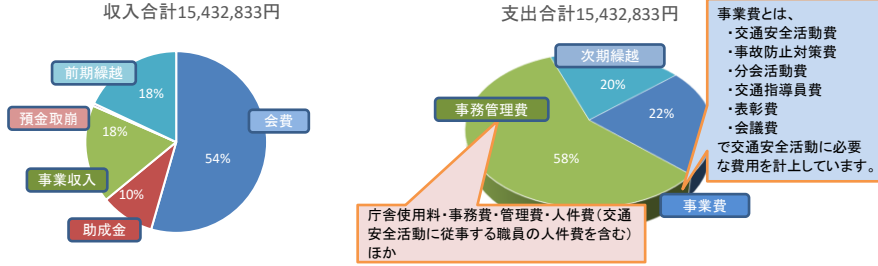 収入合計15,432,833円
前期繰越
18%
預金取崩
18%
会費
54%
事業収入
10%
助成金
支出合計15,432,833円
次期繰越
20%
事務管理費
22%
58%
事業費
庁舎使用料・事務費・管理費・人件費(交通
安全活動に従事する職員の人件費を含む)
ほか
事業費とは、
・交通安全活動費
・事故防止対策費
・分会活動費
・交通指導員費
・表彰費
・会議費
で交通安全活動に必要
な費用を計上しています。